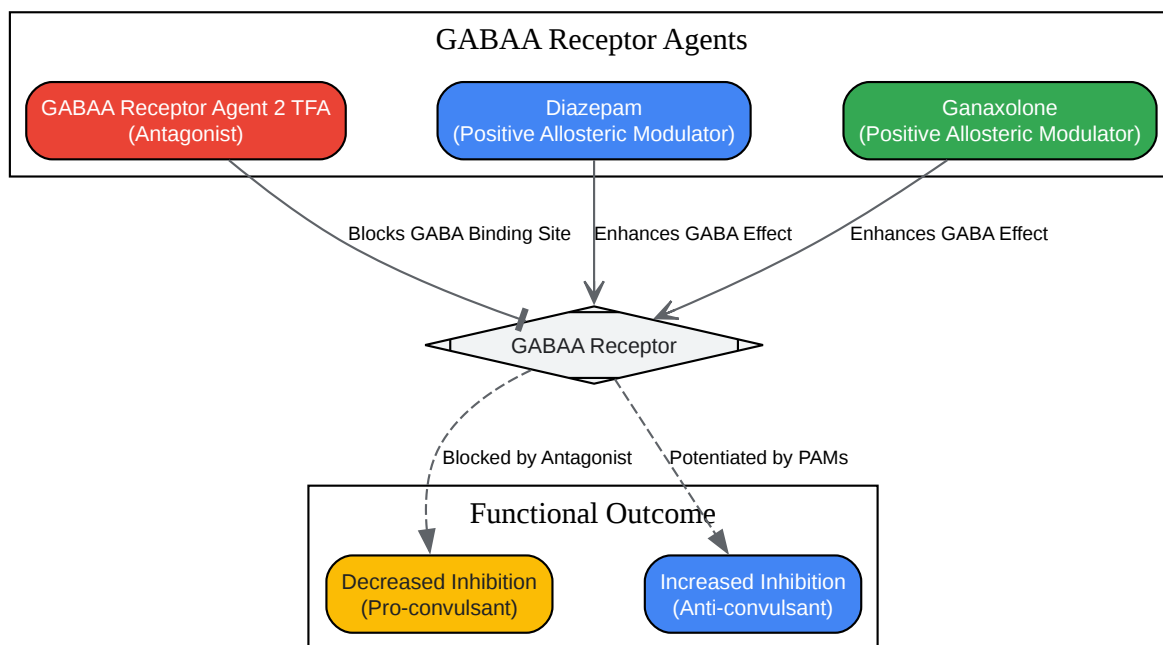 GABAA Receptor Agents
GABAA Receptor Agent 2 TFA
(Antagonist)
Diazepam
(Positive Allosteric Modulator)
Ganaxolone
(Positive Allosteric Modulator)
Blocks GABA Binding Site
Enhances GABA Effect
Enhances GABA Effect
GABAA Receptor
Blocked by Antagonist
Potentiated by PAMs
Functional Outcome
Decreased Inhibition
(Pro-convulsant)
Increased Inhibition
(Anti-convulsant)